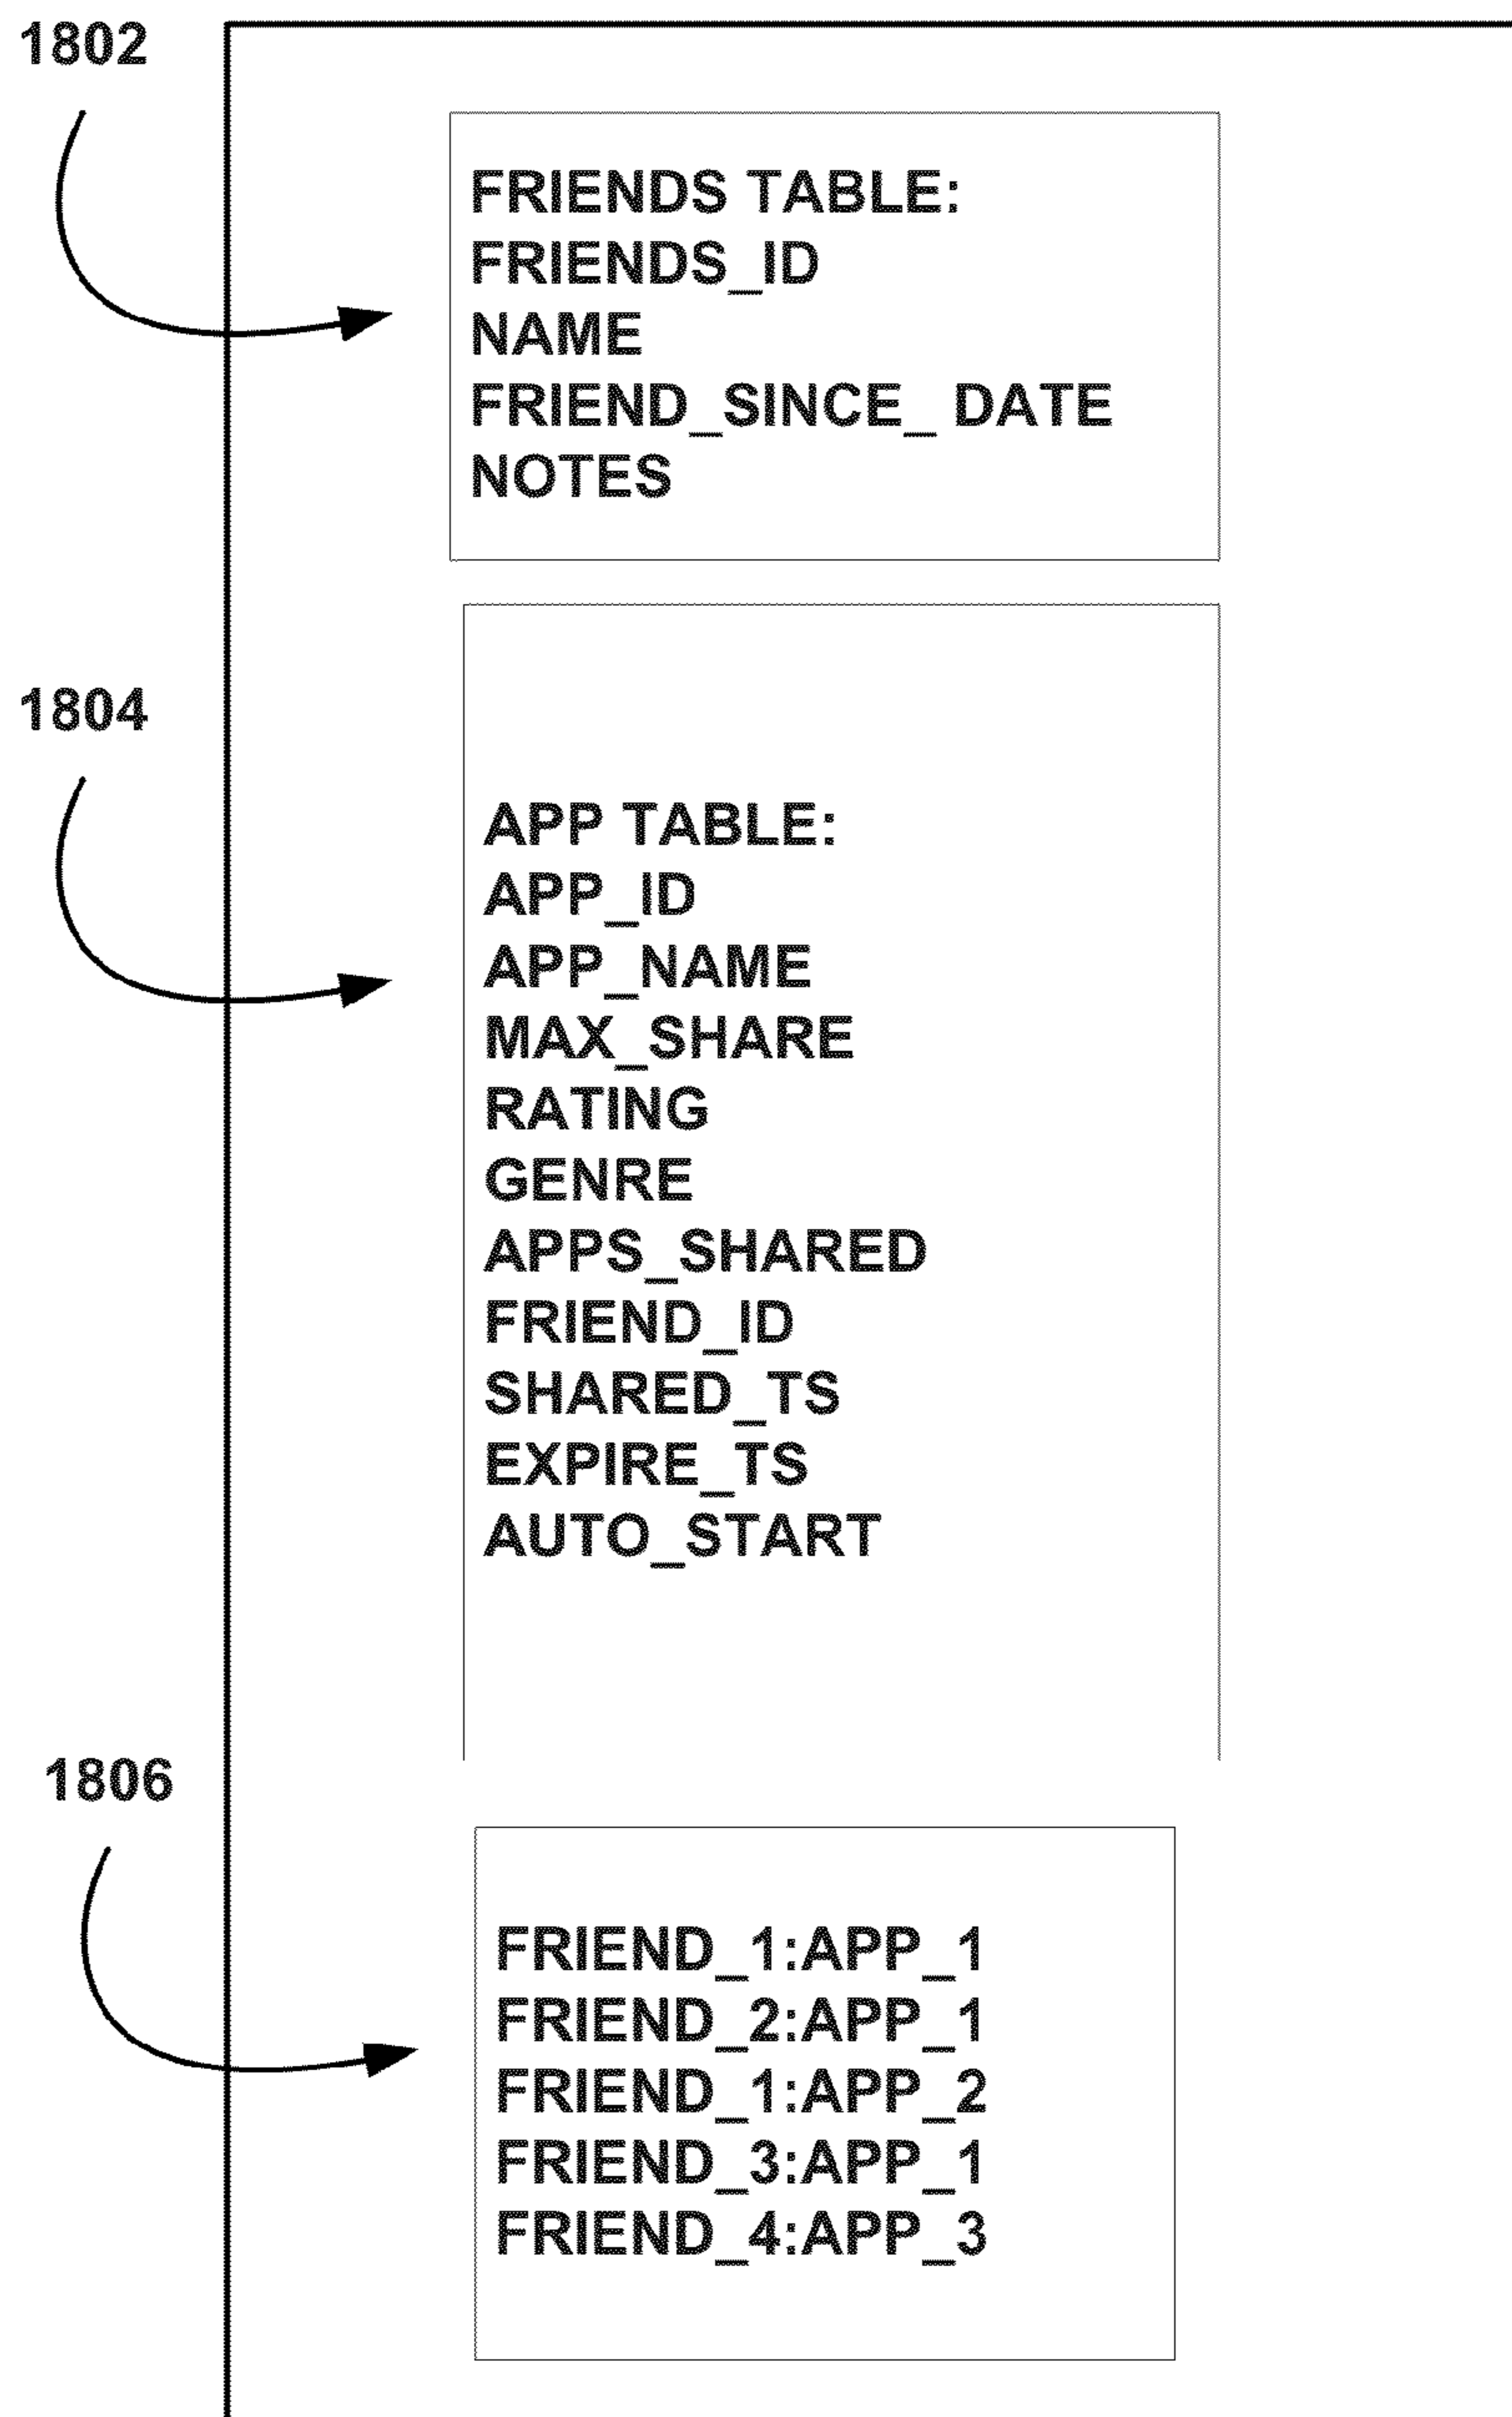 1802
FRIENDS TABLE:
FRIENDS_ID
NAME
FRIEND_SINCE_ DATE
NOTES
1804
APP TABLE:
APP_ID
APP_NAME
MAX_SHARE
RATING
GENRE
APPS_SHARED
FRIEND_ID
SHARED_TS
EXPIRE_TS
AUTO_START
1806
FRIEND_1:APP_1
FRIEND_2:APP_1
FRIEND_1:APP_2
FRIEND_3:APP_1
FRIEND_4:APP_3